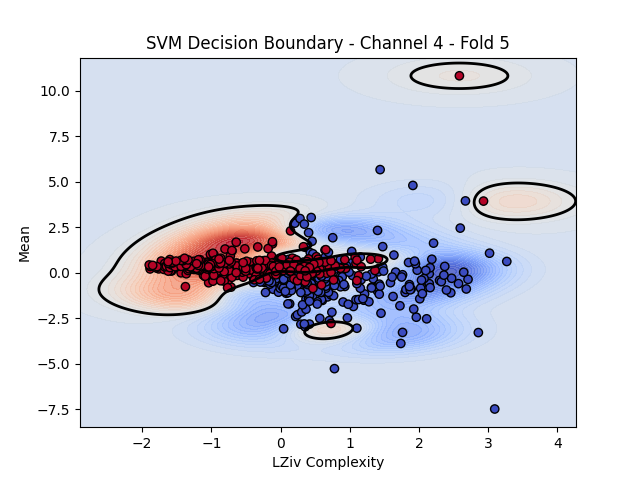 SVM Decision Boundary - Channel 4 - Fold 5
10.0
7.5
5.0
2.5
0.0
−2.5
−5.0
−7.5
Mean
−2 −1 0 1 2 3 4
LZiv Complexity